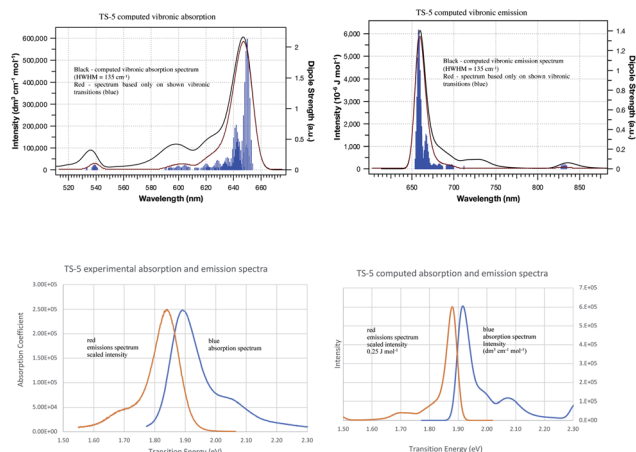 TS-5 computed vibronic absorption
Intensity (dm³ cm⁻¹ mol⁻¹)
600,000
500,000
400,000
300,000
200,000
100,000
0
Black - computed vibronic absorption spectrum
(HWHM = 135 cm⁻¹)
Red - spectrum based only on shown vibronic
transitions (blue)
2
1.5
1
0.5
0
Dipole Strength (a.u.)
520 540 560 580 600 620 640 660
Wavelength (nm)
TS-5 computed vibronic emission
Intensity (10⁻⁶ J mol⁻¹)
6,000
5,000
4,000
3,000
2,000
1,000
0
Black - computed vibronic emission spectrum
(HWHM = 135 cm⁻¹)
Red - spectrum based only on shown vibronic
transitions (blue)
1.4
1.2
1
0.8
0.6
0.4
0.2
0
Dipole Strength (a.u.)
650 700 750 800 850
Wavelength (nm)
TS-5 experimental absorption and emission spectra
Absorption Coefficient
3.00E+05
2.50E+05
2.00E+05
1.50E+05
1.00E+05
5.00E+04
0.00E+00
red
emissions spectrum
scaled intensity
blue
absorption spectrum
1.50 1.60 1.70 1.80 1.90 2.00 2.10 2.20 2.30
Transition Energy (eV)
TS-5 computed absorption and emission spectra
Intensity
red
emissions spectrum
scaled intensity
0.25 J mol⁻¹
blue
absorption spectrum
Intensity
(dm³ cm⁻¹ mol⁻¹)
7.E+05
6.E+05
5.E+05
4.E+05
3.E+05
2.E+05
1.E+05
0.E+00
1.50 1.60 1.70 1.80 1.90 2.00 2.10 2.20 2.30
Transition Energy (eV)